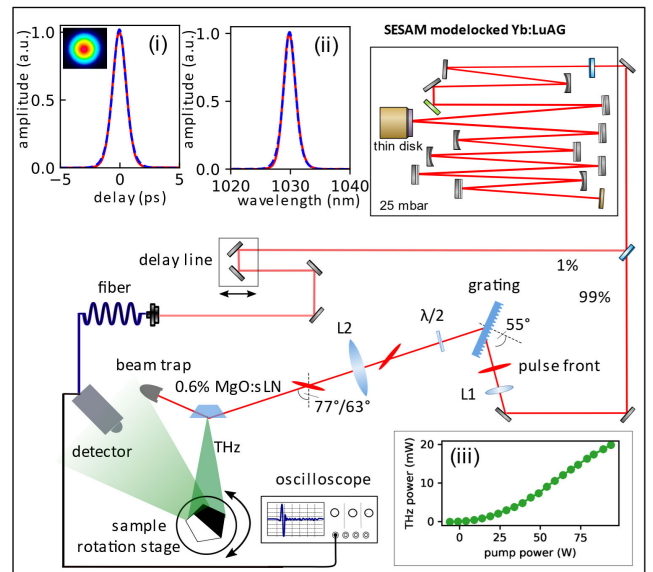 (i)
amplitude (a.u.)
1.0
0.5
0.0
−5
0
5
delay (ps)
(ii)
amplitude (a.u.)
1.0
0.5
0.0
1020
1030
1040
wavelength (nm)
SESAM modelocked Yb:LuAG
thin disk
25 mbar
delay line
1%
99%
fiber
grating
55°
λ/2
L2
pulse front
L1
beam trap
0.6% MgO:sLN
77°/63°
detector
THz
oscilloscope
sample
rotation stage
(iii)
THz power (mW)
20
10
0
0
25
50
75
pump power (W)